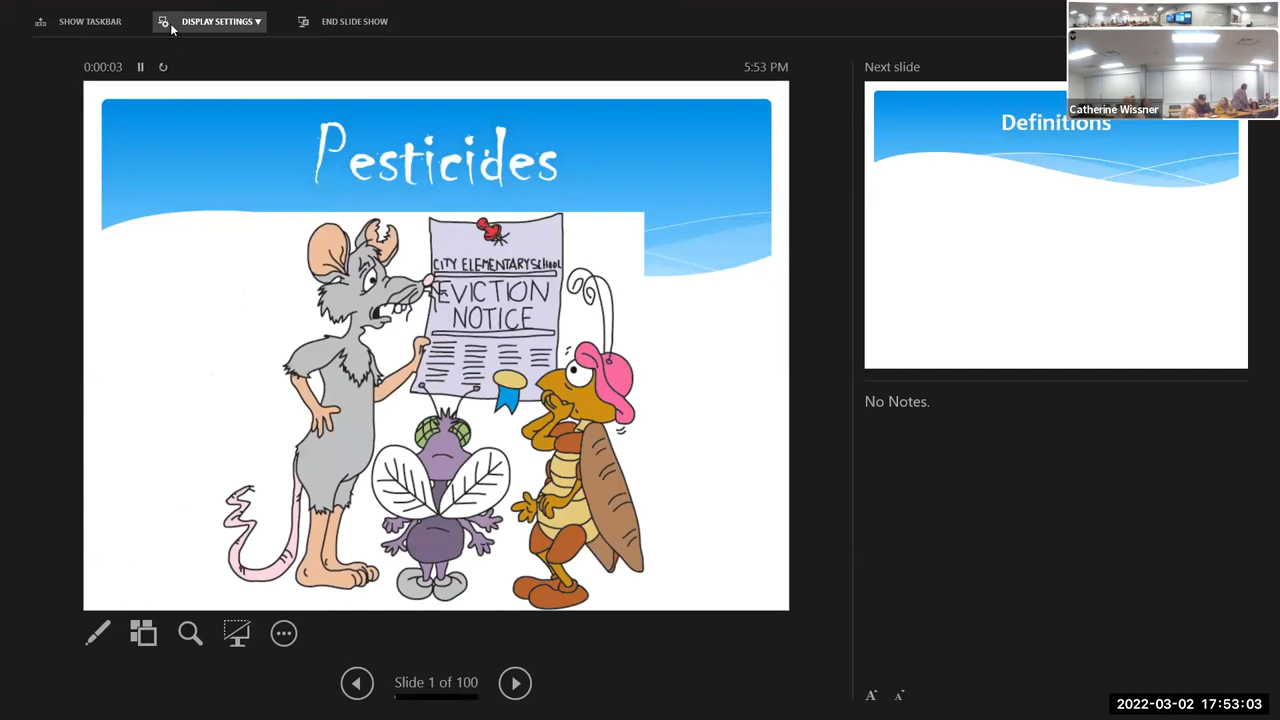 SHOW TASKBAR
DISPLAY SETTINGS ▼
END SLIDE SHOW
0:00:03
5:53 PM
Next slide
Catherine Wissner
Pesticides
CITY ELEMENTARY SCHOOL
EVICTION
NOTICE
Definitions
No Notes.
Slide 1 of 100
A A
2022-03-02 17:53:03